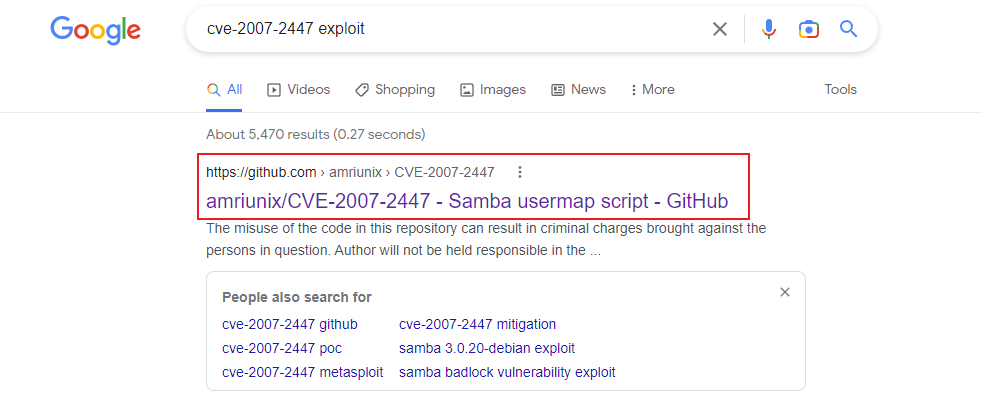 Google
cve-2007-2447 exploit
All Videos Shopping Images News More Tools
About 5,470 results (0.27 seconds)
https://github.com › amriunix › CVE-2007-2447
amriunix/CVE-2007-2447 - Samba usermap script - GitHub
The misuse of the code in this repository can result in criminal charges brought against the
persons in question. Author will not be held responsible in the ...
People also search for
cve-2007-2447 github cve-2007-2447 mitigation
cve-2007-2447 poc samba 3.0.20-debian exploit
cve-2007-2447 metasploit samba badlock vulnerability exploit